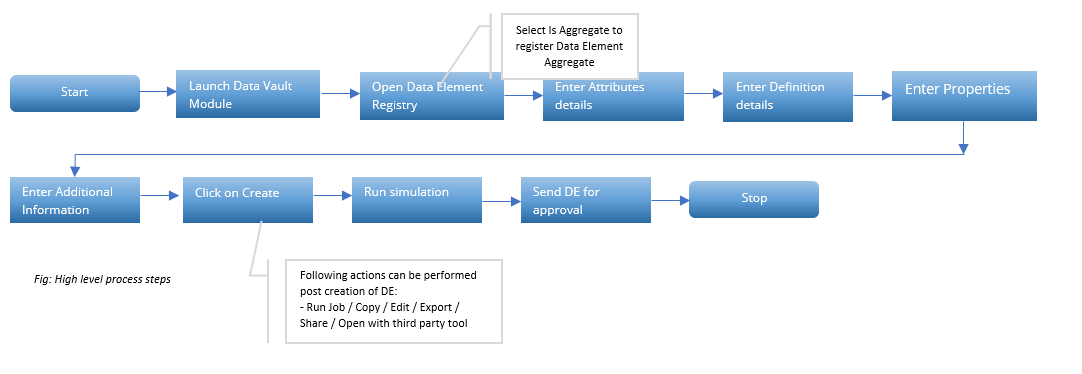 Select Is Aggregate to
register Data Element
Aggregate
Start
Launch Data Vault
Module
Open Data Element
Registry
Enter Attributes
details
Enter Definition
details
Enter Properties
Enter Additional
Information
Click on Create
Run simulation
Send DE for
approval
Stop
Fig: High level process steps
Following actions can be performed
post creation of DE:
- Run Job / Copy / Edit / Export /
Share / Open with third party tool